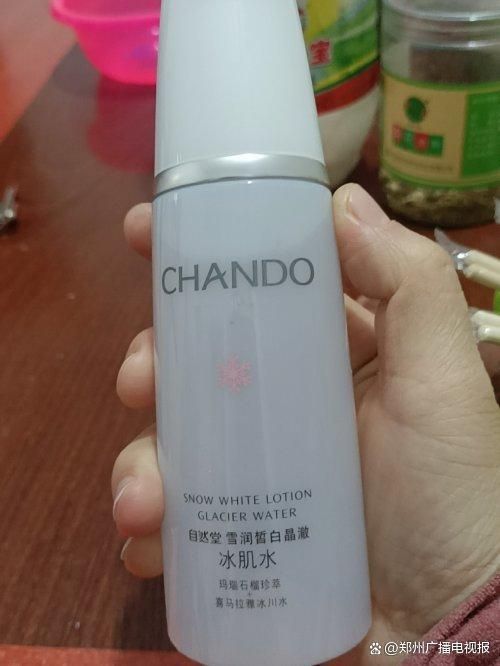 宝
CHANDO
SNOW WHITE LOTION
GLACIER WATER
自然堂 雪润皙白晶澈
冰肌水
玛瑙石榴珍萃
+
喜马拉雅冰川水
@郑州广播电视报